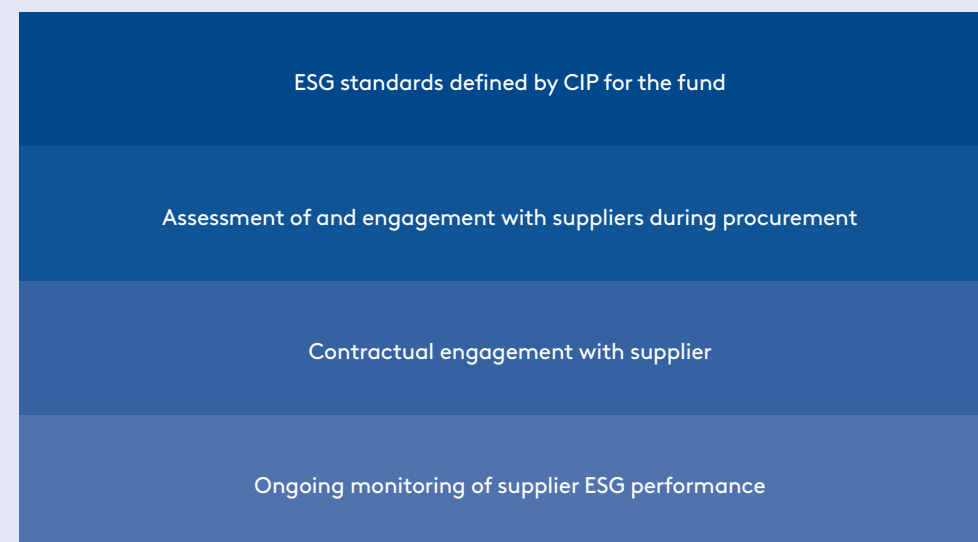 ESG standards defined by CIP for the fund
Assessment of and engagement with suppliers during procurement
Contractual engagement with supplier
Ongoing monitoring of supplier ESG performance